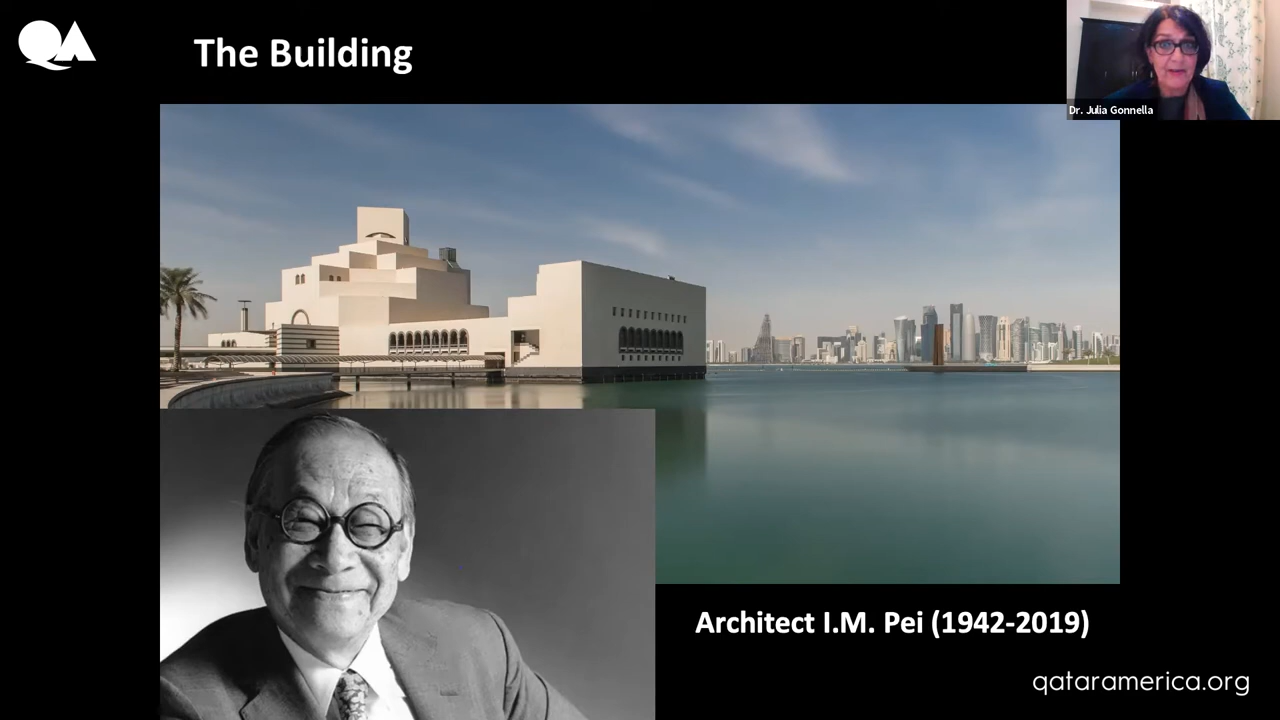 QA
The Building
Dr. Julia Gonnella
Architect I.M. Pei (1942-2019)
qataramerica.org